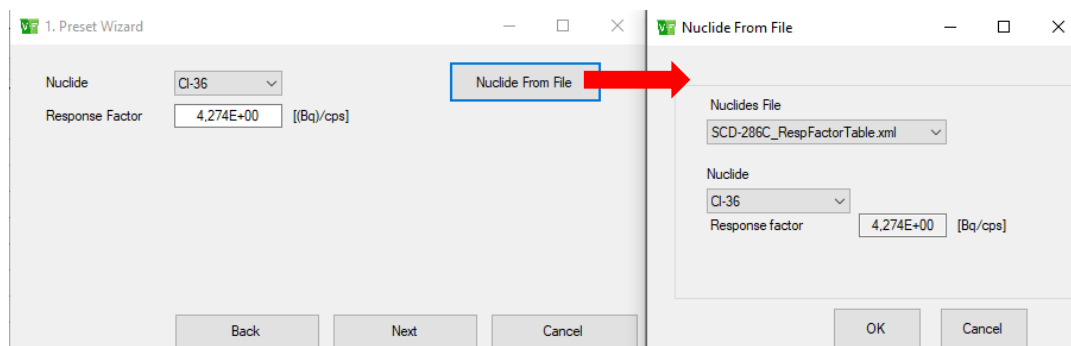 1. Preset Wizard
Nuclide Cl-36 Nuclide From File
Response Factor 4,274E+00 [(Bq)/cps]
Back Next Cancel
Nuclide From File
Nuclides File
SCD-286C_RespFactorTable.xml
Nuclide
Cl-36
Response factor 4,274E+00 [Bq/cps]
OK Cancel